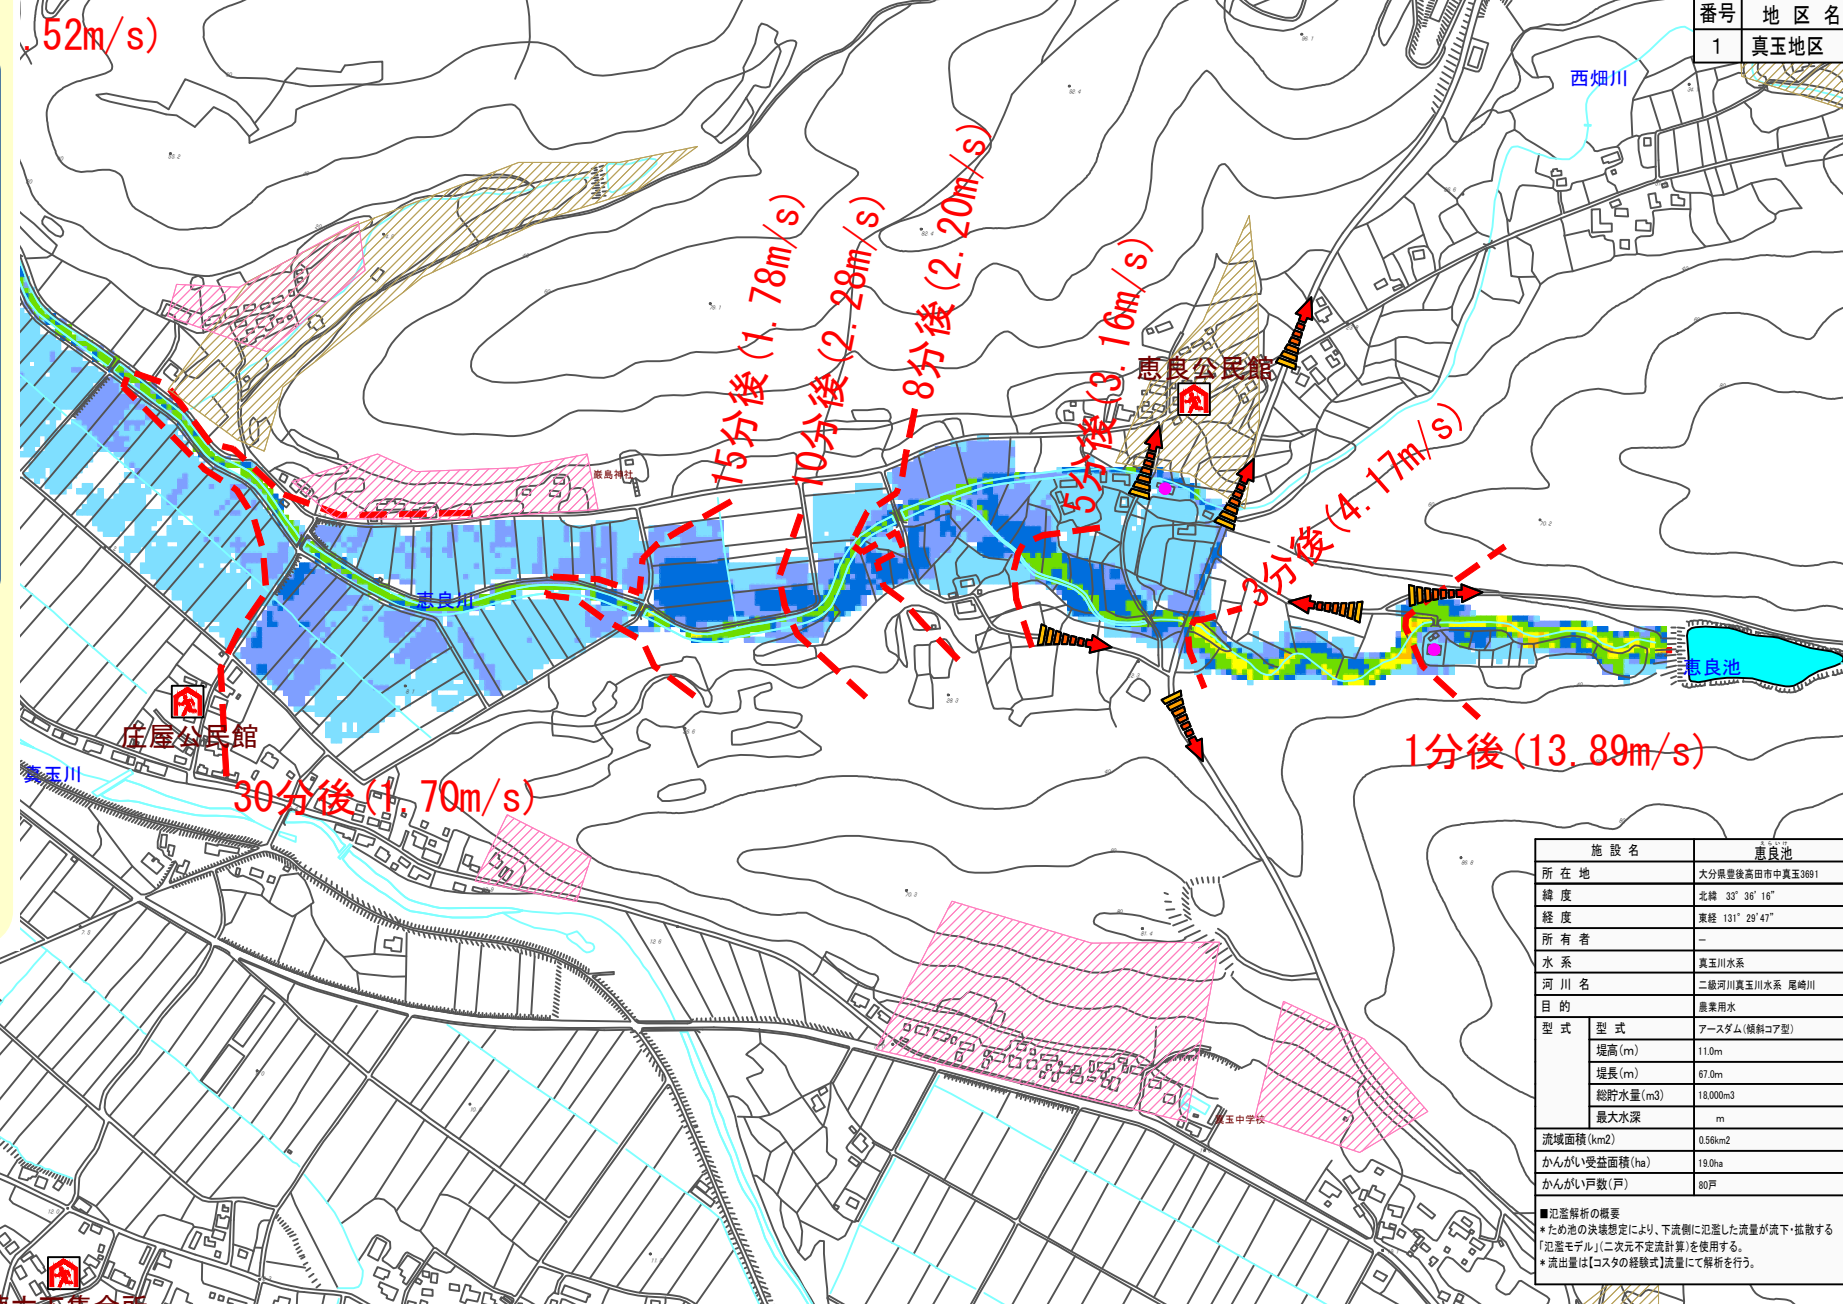 .52m/s)
番号 地区名
1 真玉地区
西畑川
15分後(1.78m/s)
10分後(2.28m/s)
8分後(2.20m/s)
5分後(3.16m/s)
恵良公民館
3分後(4.17m/s)
厳島神社
恵良川
恵良池
庄屋公民館
真玉川
30分後(1.70m/s)
1分後(13.89m/s)
真玉中学校
施設名 恵良池
所在地 大分県豊後高田市中真玉3691
緯度 北緯 33°36'16"
経度 東経 131°29'47"
所有者 −
水系 真玉川水系
河川名 二級河川真玉川水系 尾崎川
目的 農業用水
型式 型式 アースダム(傾斜コア型)
堤高(m) 11.0m
堤長(m) 67.0m
総貯水量(m3) 18,000m3
最大水深 m
流域面積(km2) 0.56km2
かんがい受益面積(ha) 19.0ha
かんがい戸数(戸) 80戸
■氾濫解析の概要
*ため池の決壊想定により、下流側に氾濫した流量が流下・拡散する
「氾濫モデル」(二次元不定流計算)を使用する。
*流出量は【コスタの経験式】流量にて解析を行う。